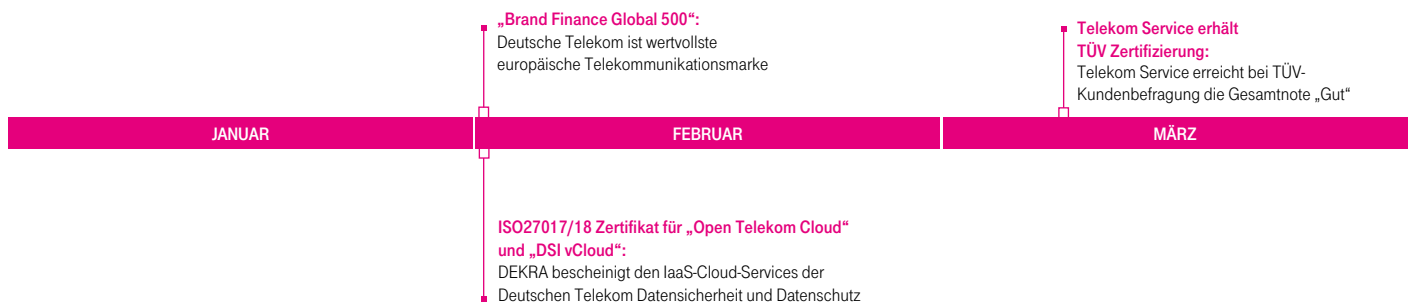 „Brand Finance Global 500“:
Deutsche Telekom ist wertvollste
europäische Telekommunikationsmarke
Telekom Service erhält
TÜV Zertifizierung:
Telekom Service erreicht bei TÜV-
Kundenbefragung die Gesamtnote „Gut“
JANUAR
FEBRUAR
MÄRZ
ISO27017/18 Zertifikat für „Open Telekom Cloud“
und „DSI vCloud“:
DEKRA bescheinigt den IaaS-Cloud-Services der
Deutschen Telekom Datensicherheit und Datenschutz